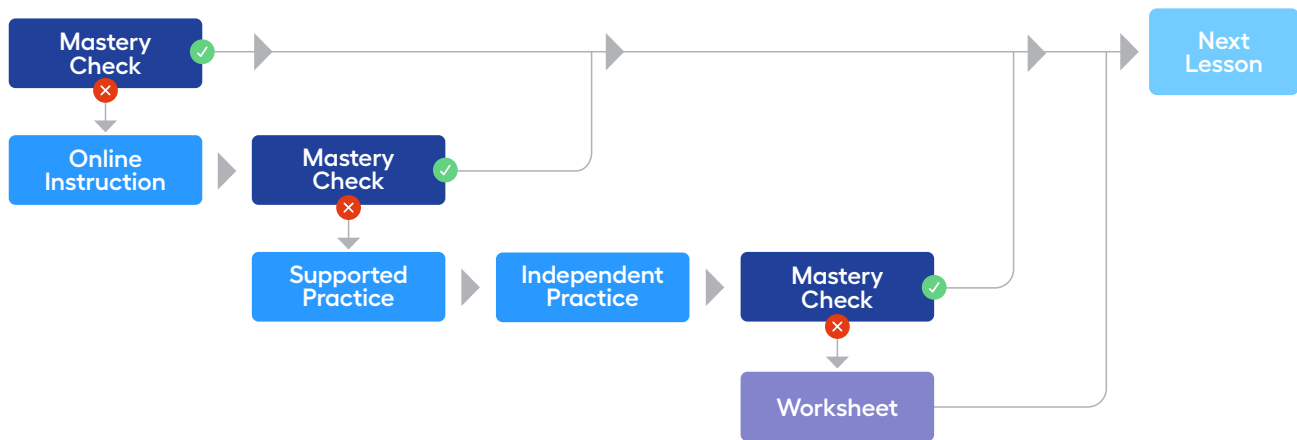 Mastery
Check
Next
Lesson
Online
Instruction
Mastery
Check
Supported
Practice
Independent
Practice
Mastery
Check
Worksheet